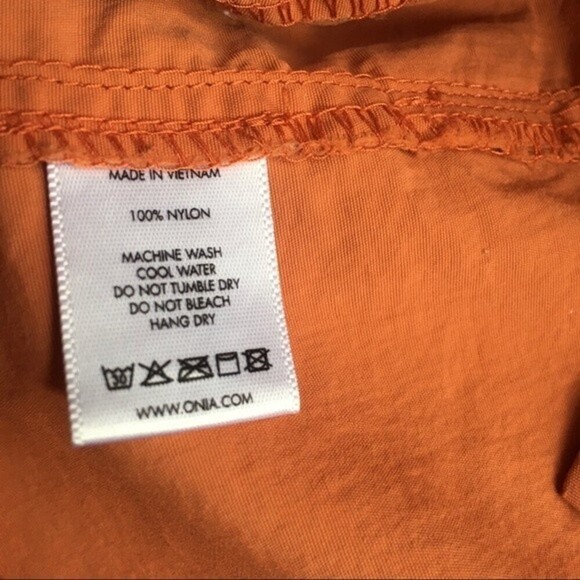 MADE IN VIETNAM
100% NYLON
MACHINE WASH
COOL WATER
DO NOT TUMBLE DRY
DO NOT BLEACH
HANG DRY
30
WWW.ONIA.COM